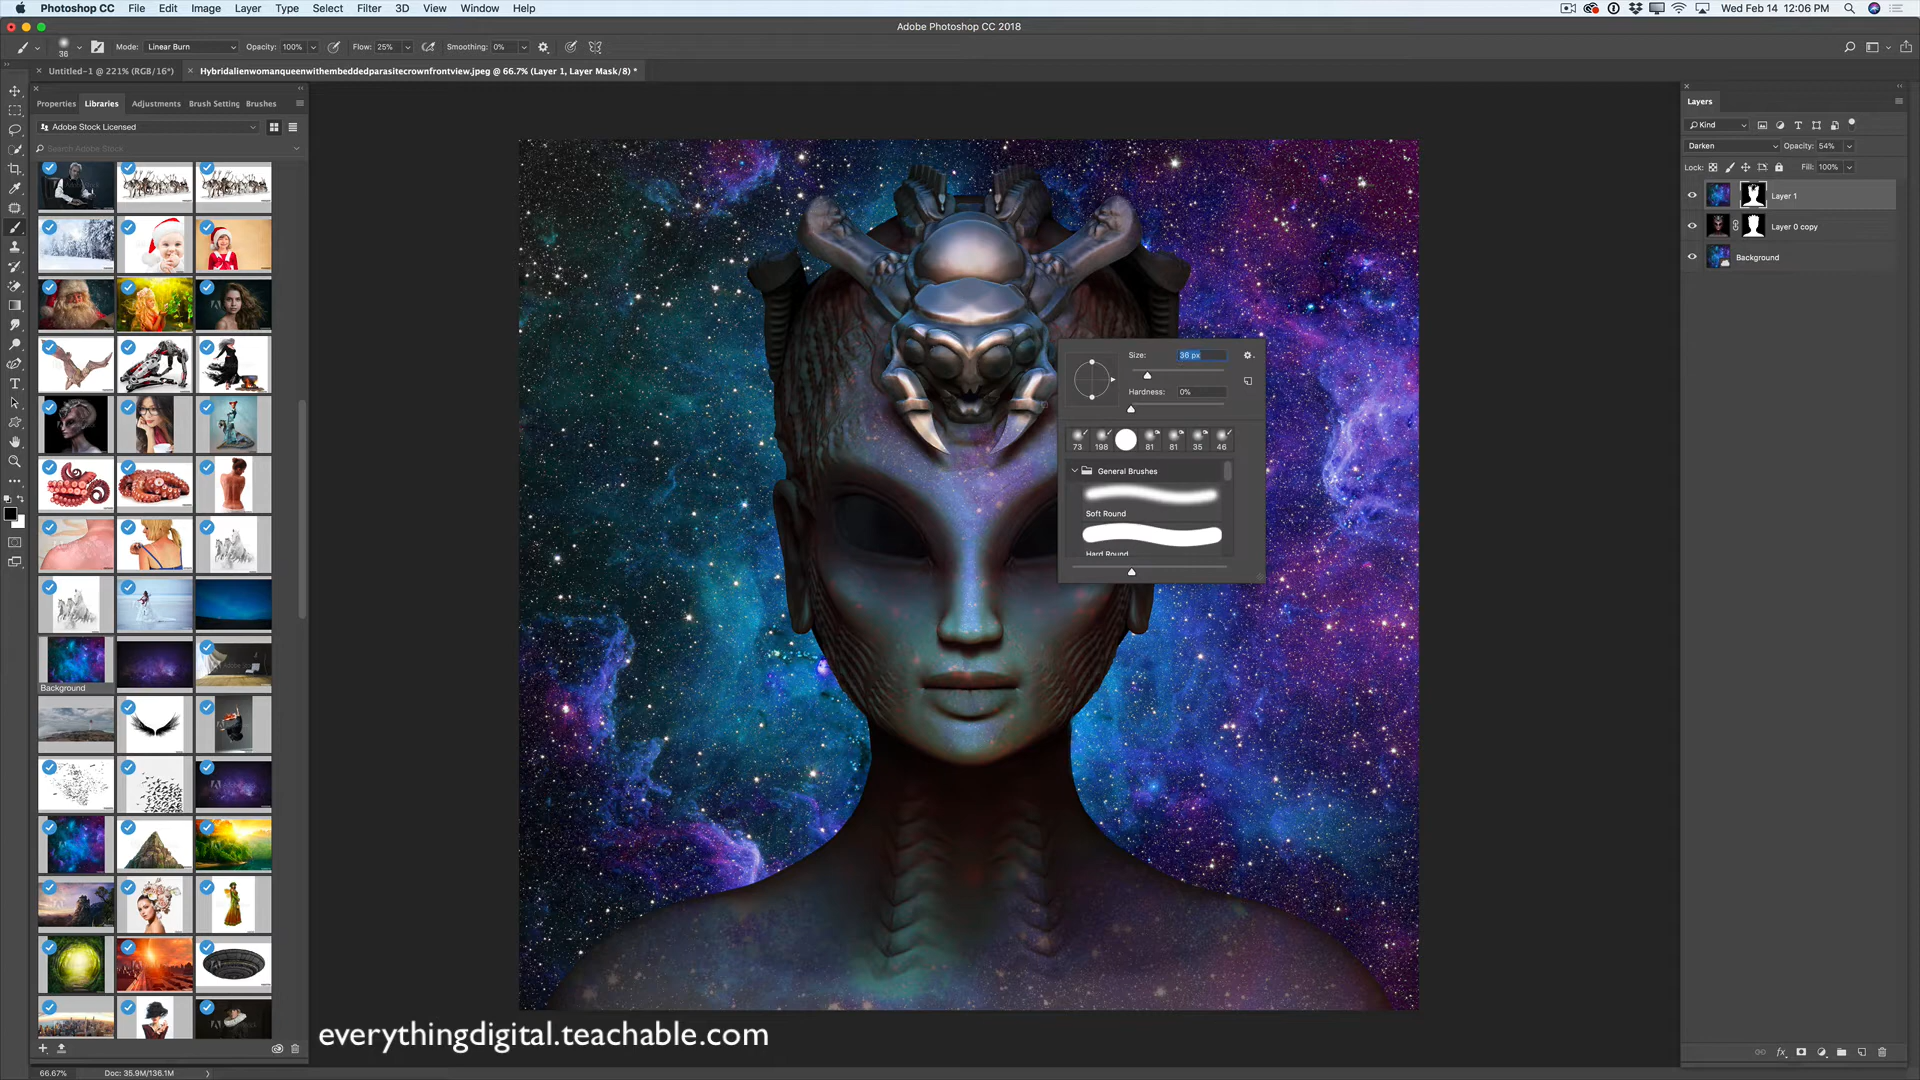 Photoshop CC File Edit Image Layer Type Select Filter 3D View Window Help Wed Feb 14 12:06 PM
Adobe Photoshop CC 2018
36 Mode: Linear Burn Opacity: 100% Flow: 25% Smoothing: 0%
Untitled-1 @ 221% (RGB/16*) Hybridalienwomanqueenwithembeddedparasitecrownfrontview.jpeg @ 66.7% (Layer 1, Layer Mask/8) *
Properties Libraries Adjustments Brush Setting Brushes
Adobe Stock Licensed
Search Adobe Stock
Background
Layers
Kind
Darken Opacity: 54%
Lock: Fill: 100%
Layer 1
Layer 0 copy
Background
Size: 36 px
Hardness: 0%
73 198 81 81 35 46
General Brushes
Soft Round
Hard Round
everythingdigital.teachable.com
66.67% Doc: 35.9M/136.1M